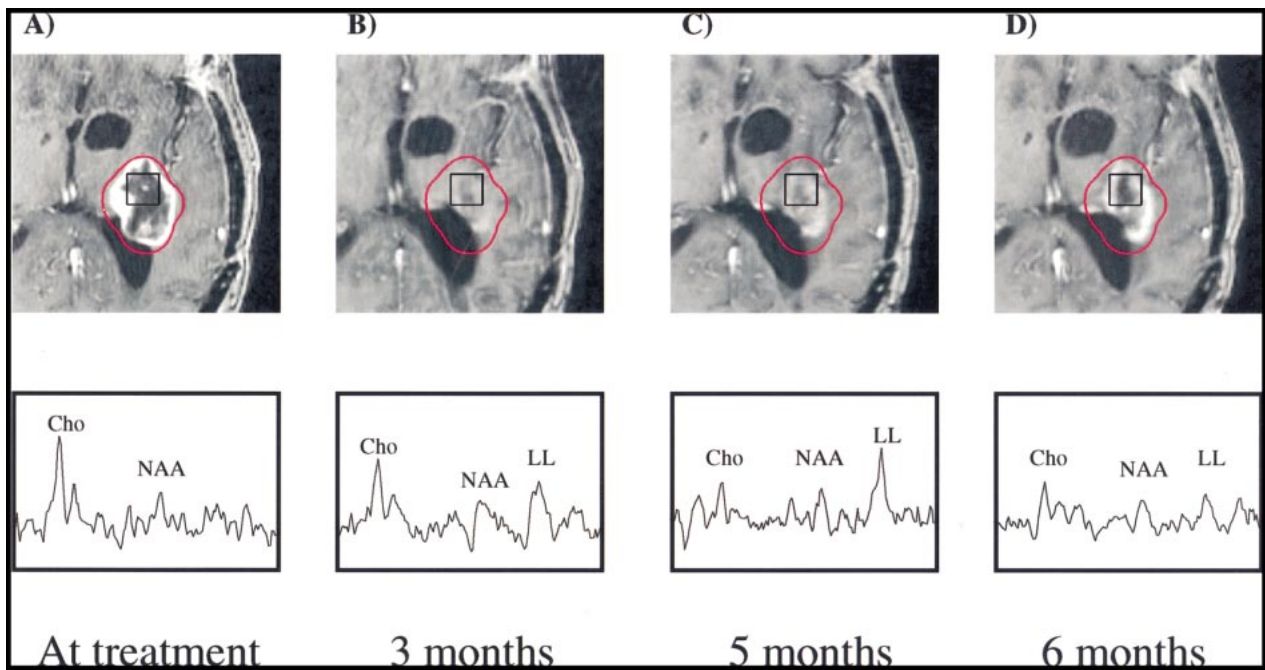 A) B) C) D)
Cho NAA
Cho NAA LL
Cho NAA LL
Cho NAA LL
At treatment 3 months 5 months 6 months